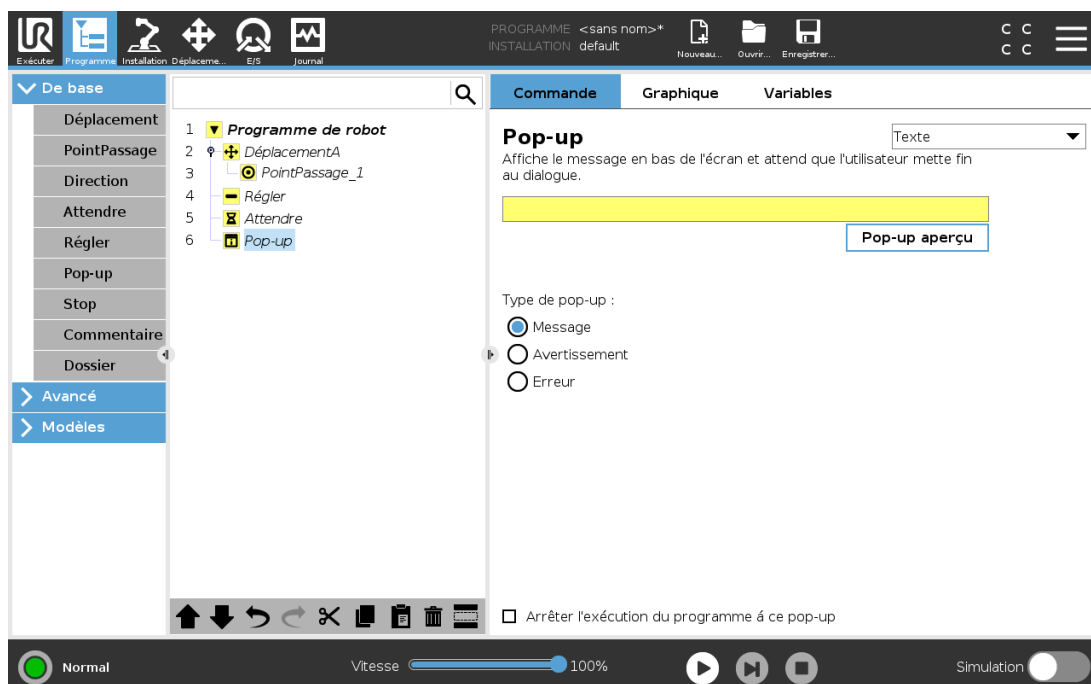 PROGRAMME <sans nom>*
INSTALLATION default
Exécuter Programme Installation Déplaceme... E/S Journal
Nouveau... Ouvrir... Enregistrer...
C C
C C
De base
Déplacement
PointPassage
Direction
Attendre
Régler
Pop-up
Stop
Commentaire
Dossier
Avancé
Modèles
1 Programme de robot
2 DéplacementA
3 PointPassage_1
4 Régler
5 Attendre
6 Pop-up
Commande Graphique Variables
Pop-up
Texte
Affiche le message en bas de l'écran et attend que l'utilisateur mette fin
au dialogue.
Pop-up aperçu
Type de pop-up :
Message
Avertissement
Erreur
Arrêter l'exécution du programme á ce pop-up
Normal
Vitesse 100%
Simulation